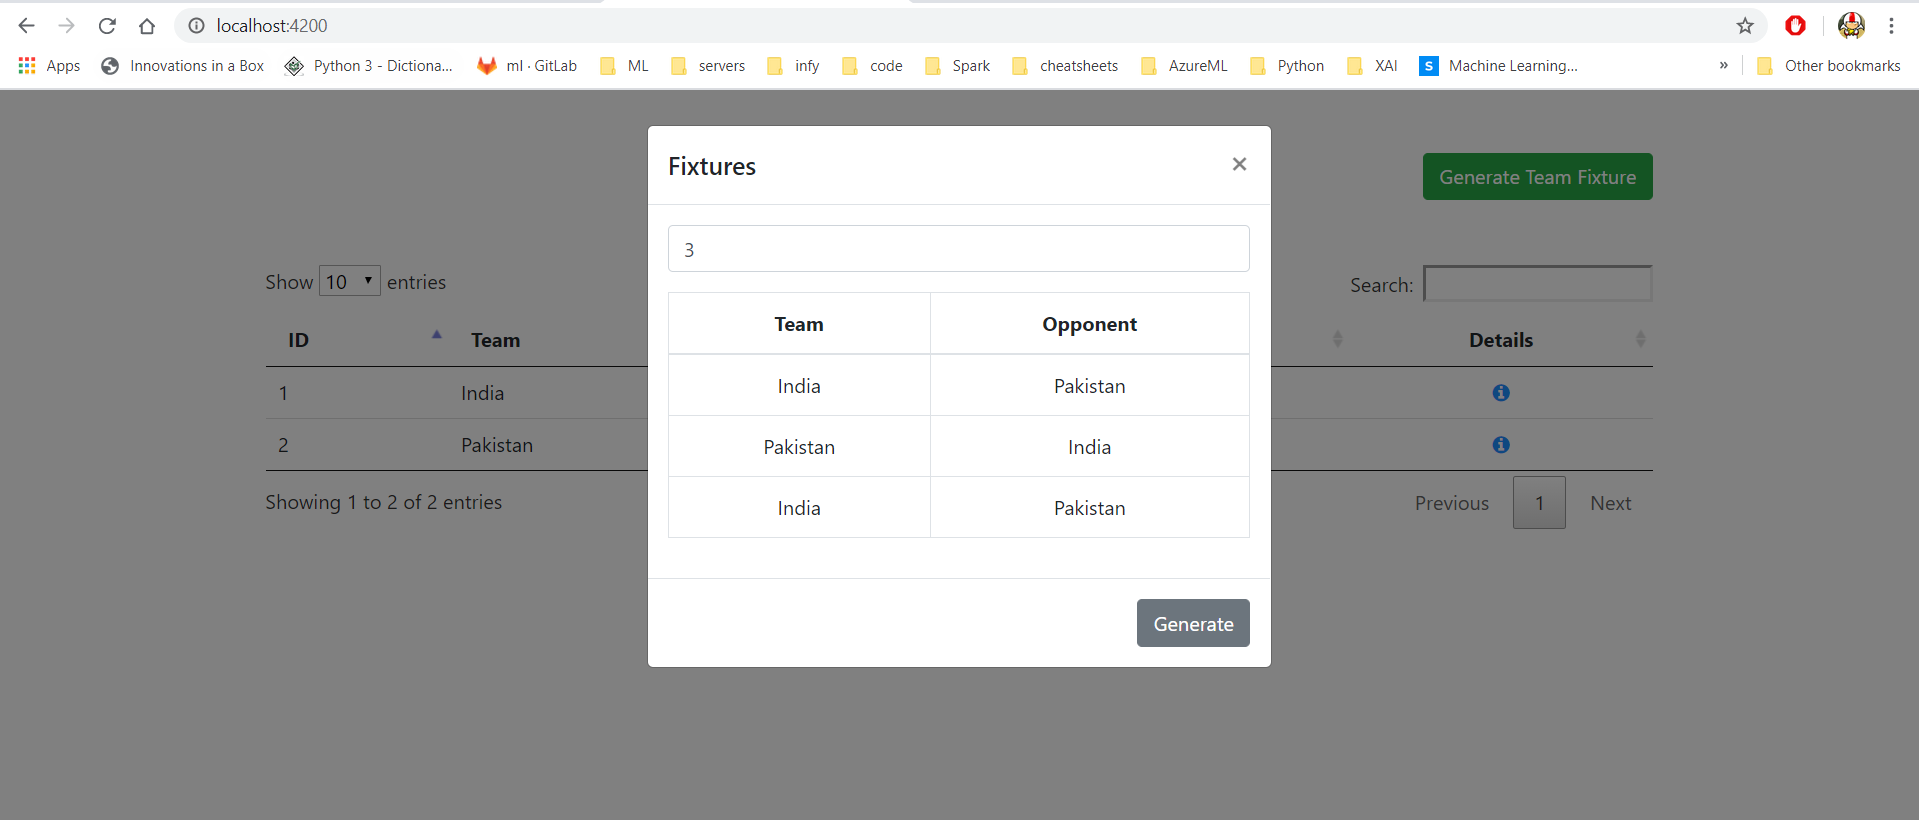 localhost:4200
Apps Innovations in a Box Python 3 - Dictiona... ml · GitLab ML servers infy code Spark cheatsheets AzureML Python XAI S Machine Learning... » Other bookmarks
Fixtures ×
Generate Team Fixture
3
Show 10 entries
Search:
Team Opponent
ID Team Details
India Pakistan
1 India
Pakistan India
2 Pakistan
India Pakistan
Showing 1 to 2 of 2 entries
Previous 1 Next
Generate